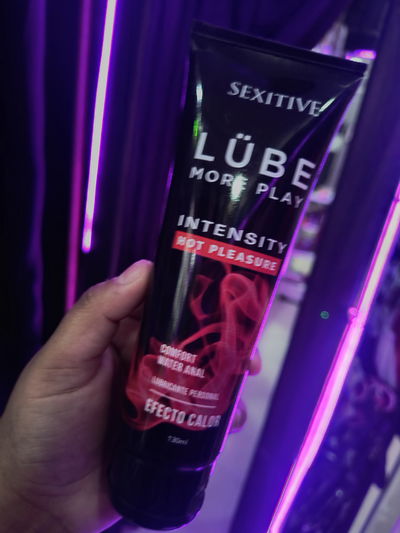 SEXITIVE
LÜBE
MORE PLAY
INTENSITY
HOT PLEASURE
COMFORT
WATER ANAL
LUBRICANTE PERSONAL
EFECTO CALOR
130ml